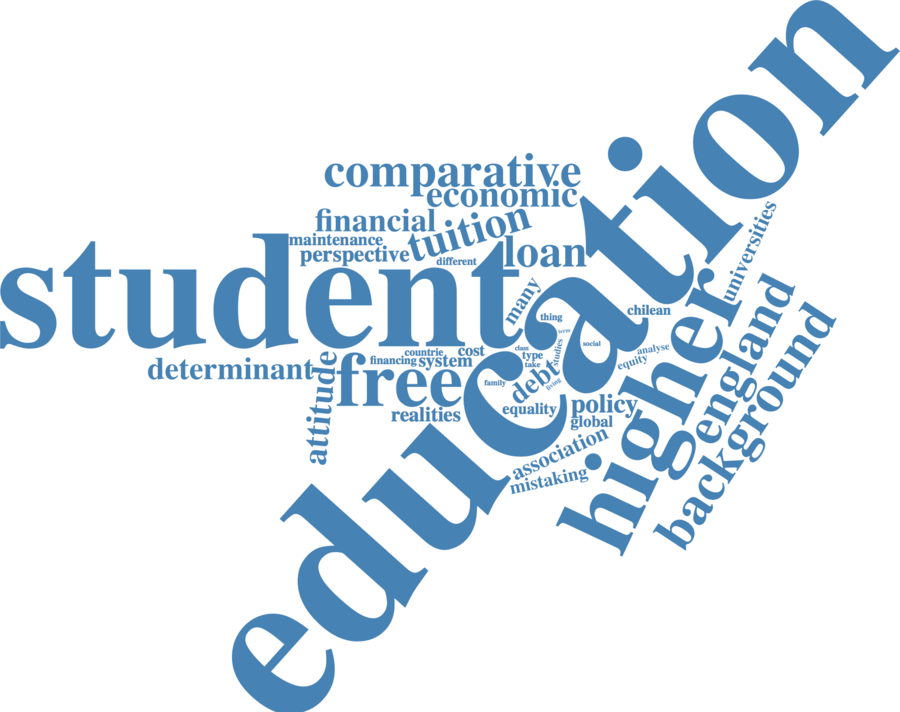 education
comparative
economic
financial
tuition
maintenance
perspective
different
loan
student
universities
many
thing
chilean
term
social
determinant
attitude
free
financing
countrie
system
cost
class
type
take
studies
analyse
equity
family
debt
living
realities
equality
policy
global
association
mistaking
higher
england
background